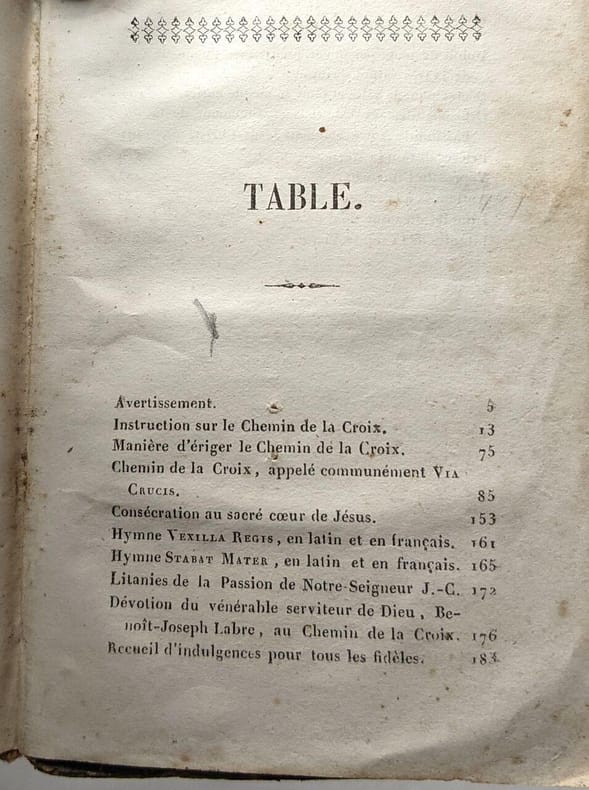 TABLE.
Avertissement. 5
Instruction sur le Chemin de la Croix. 13
Manière d'ériger le Chemin de la Croix. 75
Chemin de la Croix, appelé communément VIA
CRUCIS. 85
Consécration au sacré cœur de Jésus. 153
Hymne VEXILLA REGIS, en latin et en français. 161
Hymne STABAT MATER, en latin et en français. 165
Litanies de la Passion de Notre-Seigneur J.-C. 172
Dévotion du vénérable serviteur de Dieu, Be-
noît-Joseph Labre, au Chemin de la Croix. 176
Recueil d'indulgences pour tous les fidèles. 183